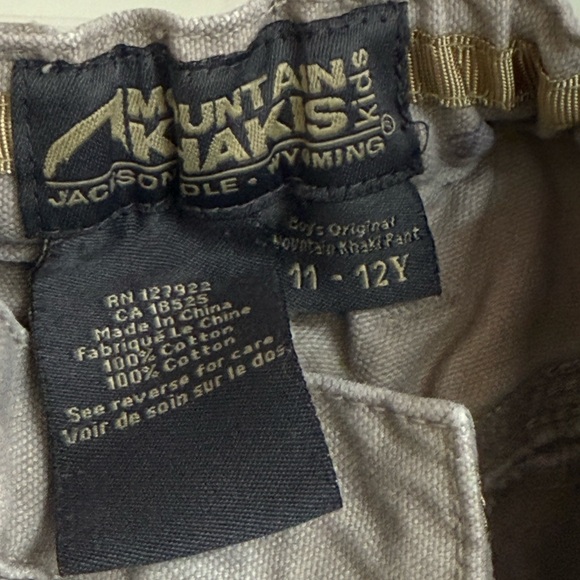 MOUNTAIN
KHAKIS kids®
JACKSON HOLE • WYOMING
Boy's Original
Mountain Khaki Pant
11 - 12Y
RN 127922
CA 18525
Made In China
Fabriqué Le Chine
100% Cotton
100% Cotton
See reverse for care
Voir de soin sur le dos.